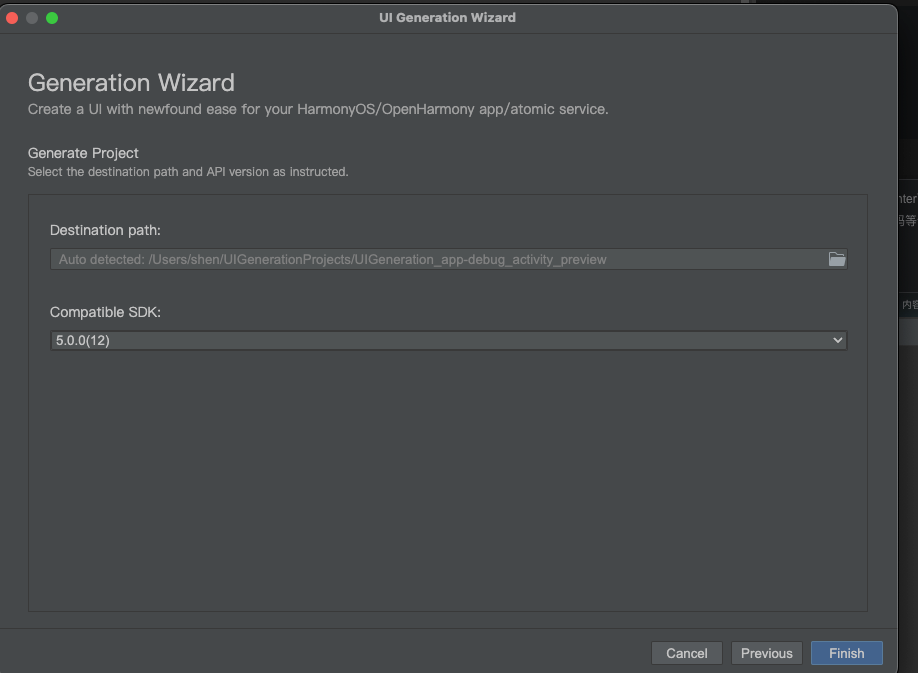 UI Generation Wizard
Generation Wizard
Create a UI with newfound ease for your HarmonyOS/OpenHarmony app/atomic service.
Generate Project
Select the destination path and API version as instructed.
Destination path:
Auto detected: /Users/shen/UIGenerationProjects/UIGeneration_app-debug_activity_preview
Compatible SDK:
5.0.0(12)
Cancel
Previous
Finish
码等
内容